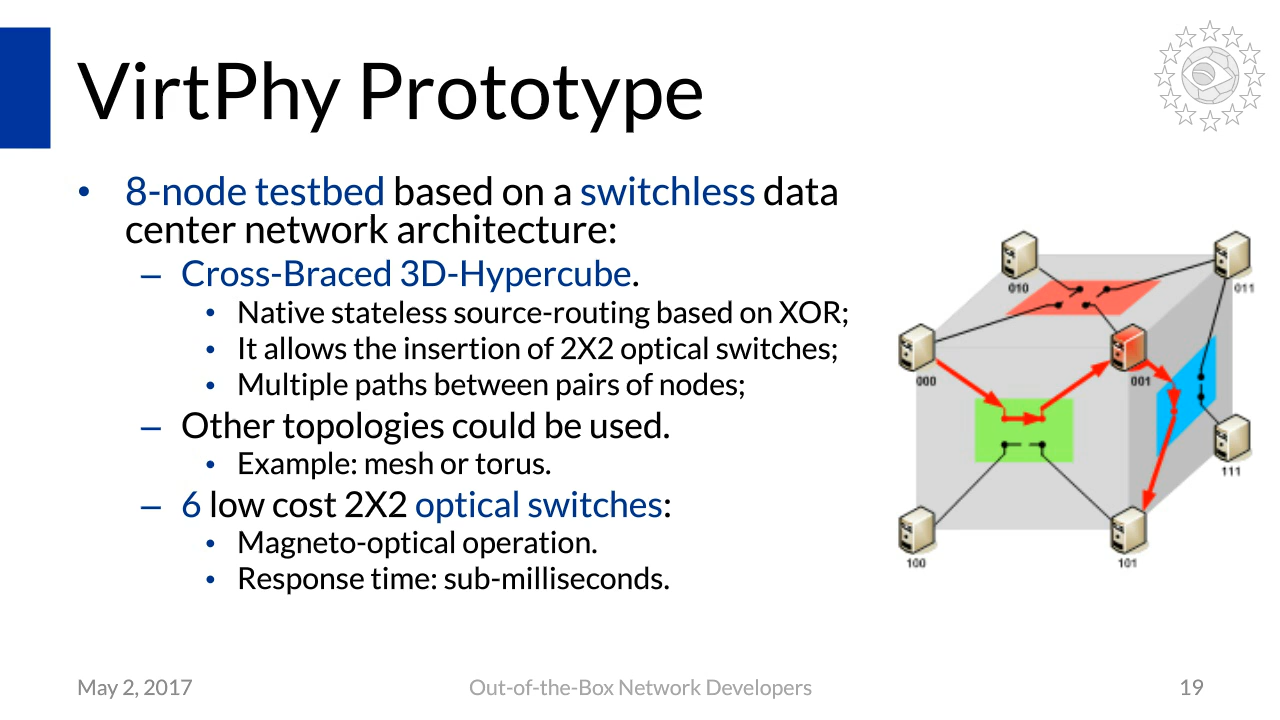 VirtPhy Prototype
• 8-node testbed based on a switchless data
center network architecture:
– Cross-Braced 3D-Hypercube.
• Native stateless source-routing based on XOR;
• It allows the insertion of 2X2 optical switches;
• Multiple paths between pairs of nodes;
– Other topologies could be used.
• Example: mesh or torus.
– 6 low cost 2X2 optical switches:
• Magneto-optical operation.
• Response time: sub-milliseconds.
010
011
000
001
111
100
101
May 2, 2017
Out-of-the-Box Network Developers
19